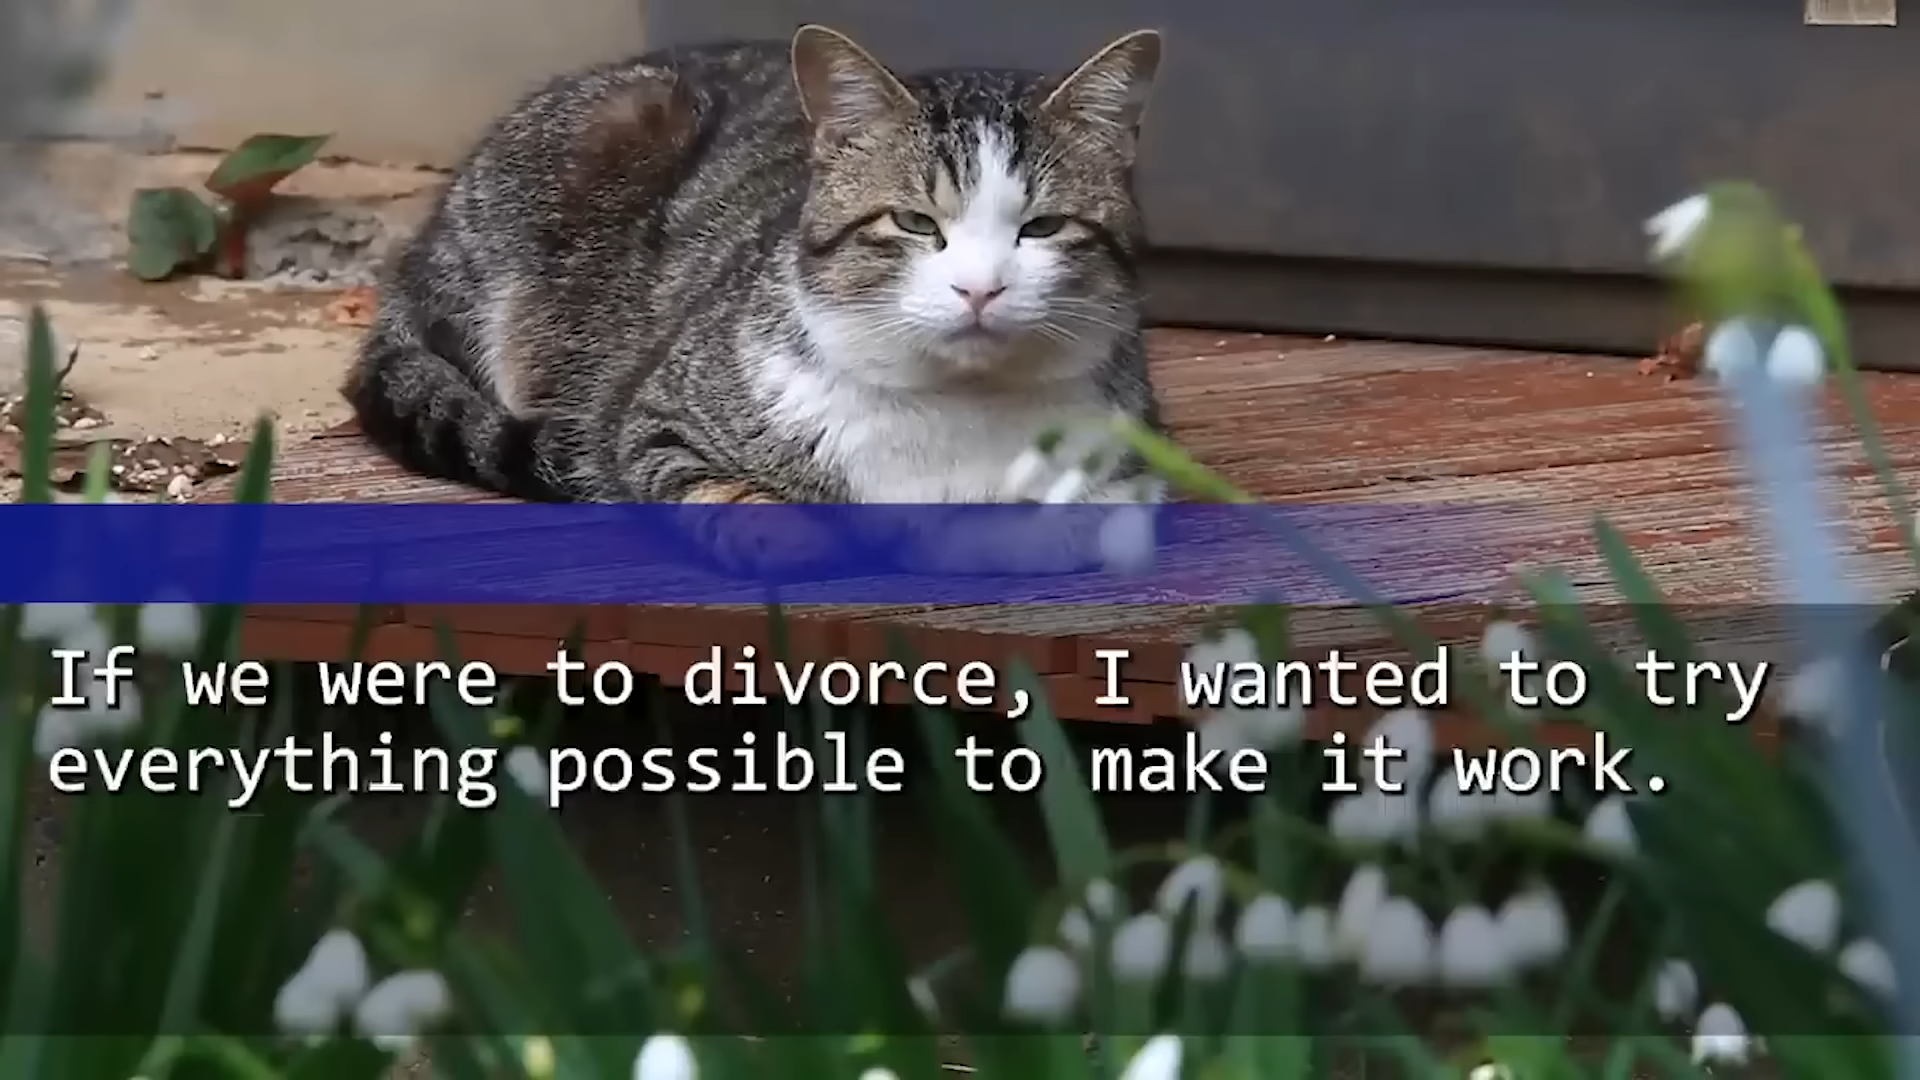 If we were to divorce, I wanted to try
everything possible to make it work.